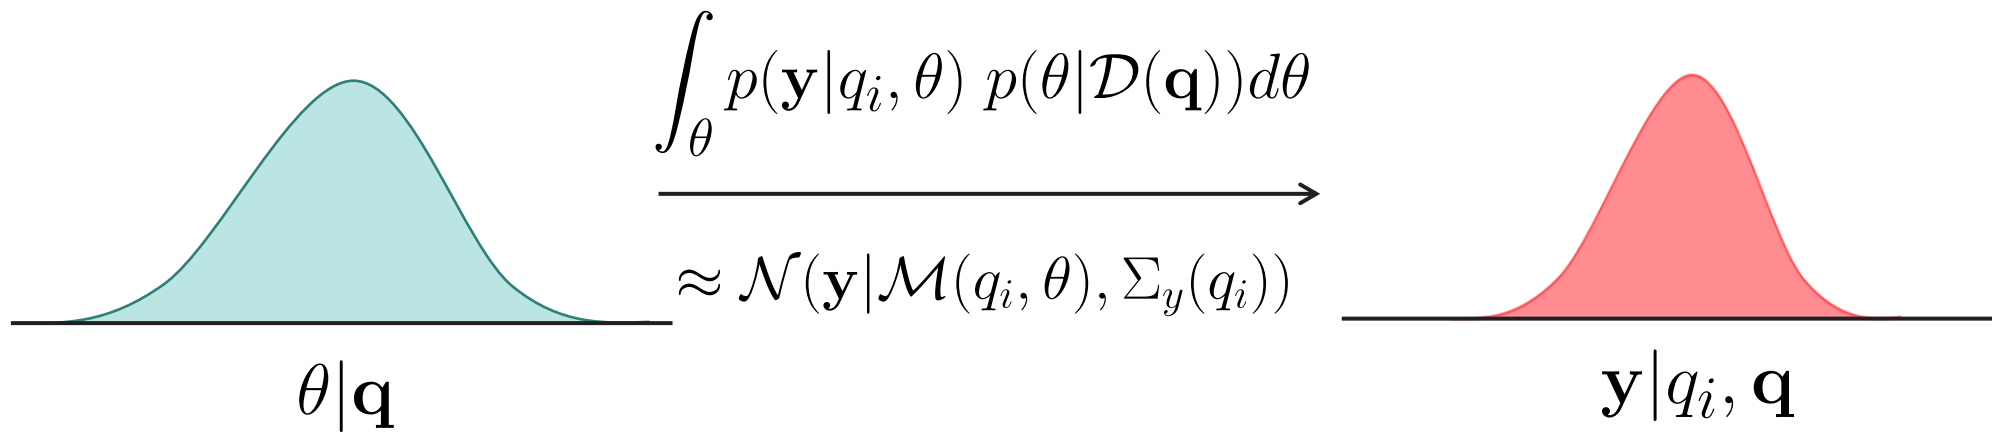 ∫_θ p(𝐲|q_i, θ) p(θ|𝒟(𝐪))dθ
≈ 𝒩(𝐲|ℳ(q_i, θ), Σ_y(q_i))
θ|𝐪
𝐲|q_i, 𝐪